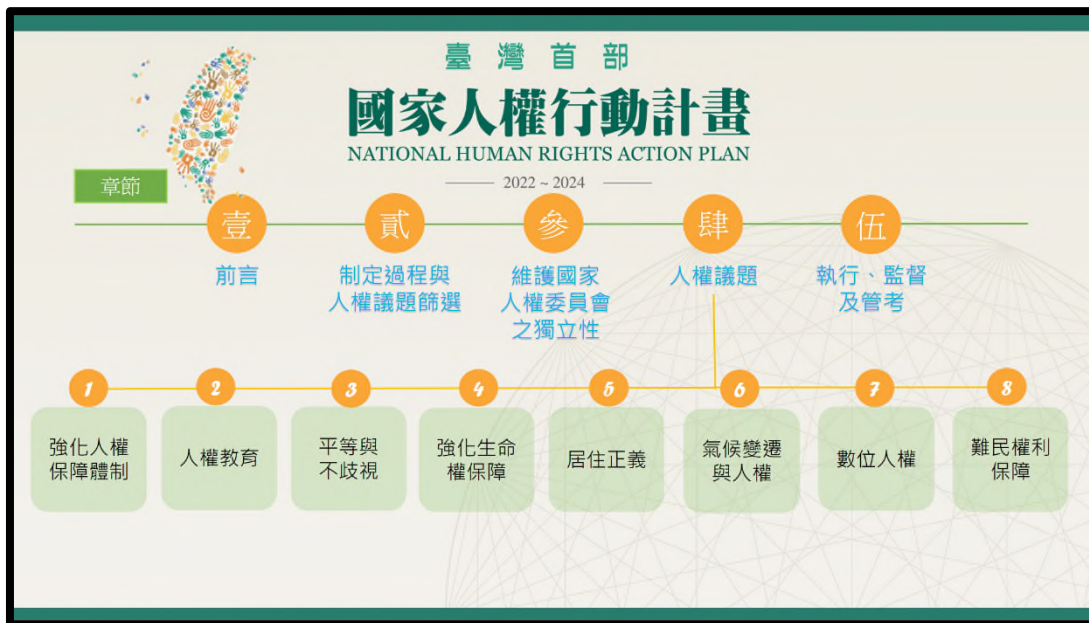 臺灣首部
國家人權行動計畫
NATIONAL HUMAN RIGHTS ACTION PLAN
2022 ~ 2024
章節
壹
前言
貳
制定過程與
人權議題篩選
參
維護國家
人權委員會
之獨立性
肆
人權議題
伍
執行、監督
及管考
1
強化人權
保障體制
2
人權教育
3
平等與
不歧視
4
強化生命
權保障
5
居住正義
6
氣候變遷
與人權
7
數位人權
8
難民權利
保障